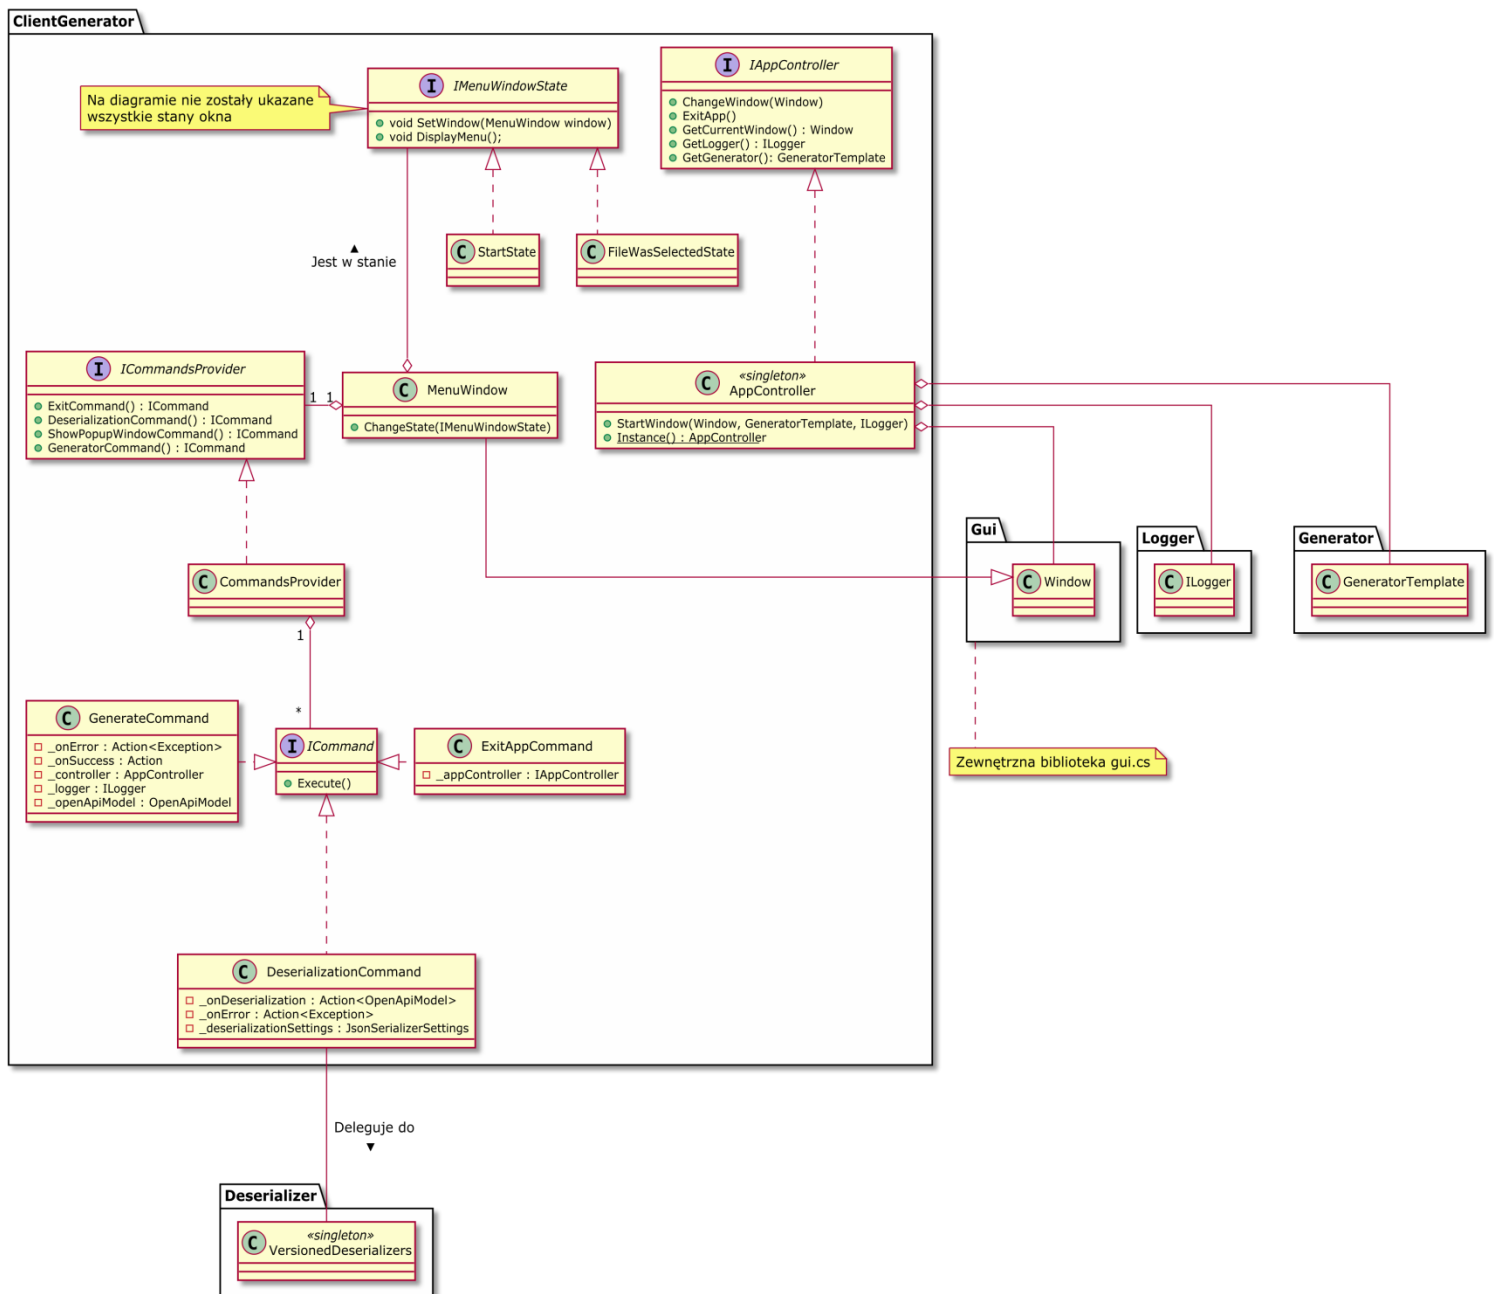 ClientGenerator
Na diagramie nie zostały ukazane
wszystkie stany okna
I
IMenuWindowState
void SetWindow(MenuWindow window)
void DisplayMenu();
I
IAppController
ChangeWindow(Window)
ExitApp()
GetCurrentWindow() : Window
GetLogger() : ILogger
GetGenerator(): GeneratorTemplate
C
StartState
C
FileWasSelectedState
▲
Jest w stanie
I
ICommandsProvider
ExitCommand() : ICommand
DeserializationCommand() : ICommand
ShowPopupWindowCommand() : ICommand
GeneratorCommand() : ICommand
1
1
C
MenuWindow
ChangeState(IMenuWindowState)
C
«singleton»
AppController
StartWindow(Window, GeneratorTemplate, ILogger)
Instance() : AppController
Gui
C
Window
Logger
C
ILogger
Generator
C
GeneratorTemplate
C
CommandsProvider
1
*
C
GenerateCommand
_onError : Action<Exception>
_onSuccess : Action
_controller : AppController
_logger : ILogger
_openApiModel : OpenApiModel
I
ICommand
Execute()
C
ExitAppCommand
_appController : IAppController
Zewnętrzna biblioteka gui.cs
C
DeserializationCommand
_onDeserialization : Action<OpenApiModel>
_onError : Action<Exception>
_deserializationSettings : JsonSerializerSettings
Deleguje do
▼
Deserializer
C
«singleton»
VersionedDeserializers